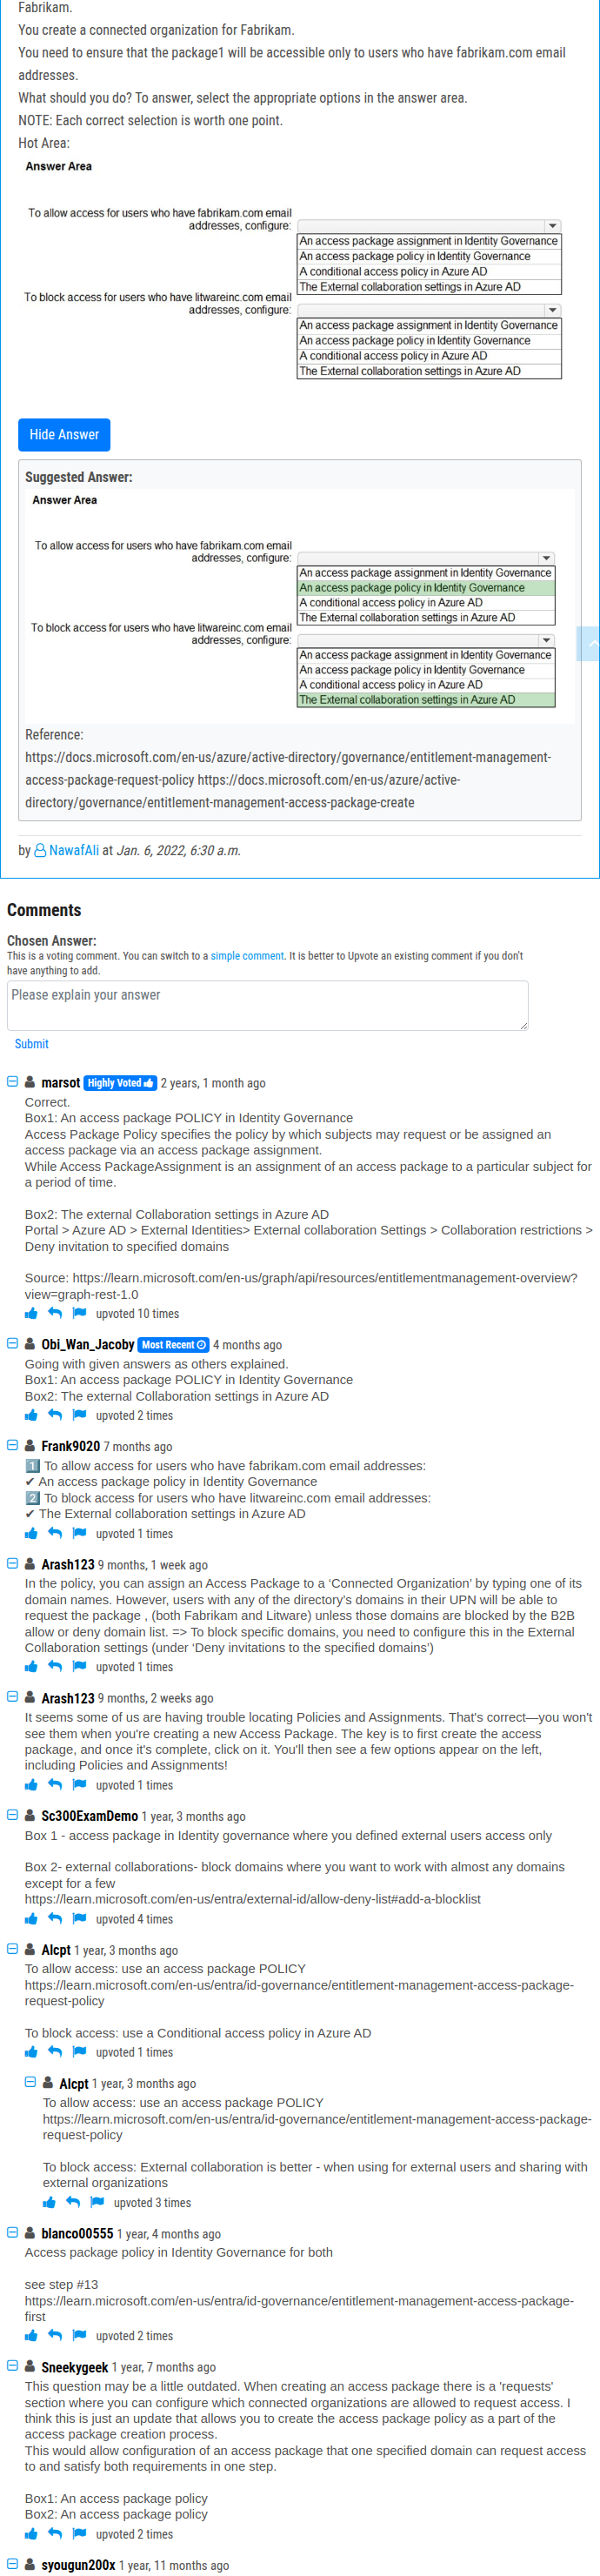 Fabrikam.
You create a connected organization for Fabrikam.
You need to ensure that the package1 will be accessible only to users who have fabrikam.com email
addresses.
What should you do? To answer, select the appropriate options in the answer area.
NOTE: Each correct selection is worth one point.
Hot Area:
Answer Area
To allow access for users who have fabrikam.com email
addresses, configure:
An access package assignment in Identity Governance
An access package policy in Identity Governance
A conditional access policy in Azure AD
The External collaboration settings in Azure AD
To block access for users who have litwareinc.com email
addresses, configure:
An access package assignment in Identity Governance
An access package policy in Identity Governance
A conditional access policy in Azure AD
The External collaboration settings in Azure AD
Hide Answer
Suggested Answer:
Answer Area
To allow access for users who have fabrikam.com email
addresses, configure:
An access package assignment in Identity Governance
An access package policy in Identity Governance
A conditional access policy in Azure AD
The External collaboration settings in Azure AD
To block access for users who have litwareinc.com email
addresses, configure:
An access package assignment in Identity Governance
An access package policy in Identity Governance
A conditional access policy in Azure AD
The External collaboration settings in Azure AD
Reference:
https://docs.microsoft.com/en-us/azure/active-directory/governance/entitlement-management-
access-package-request-policy https://docs.microsoft.com/en-us/azure/active-
directory/governance/entitlement-management-access-package-create
by NawafAli at Jan. 6, 2022, 6:30 a.m.
Comments
Chosen Answer:
This is a voting comment. You can switch to a simple comment. It is better to Upvote an existing comment if you don't
have anything to add.
Please explain your answer
Submit
marsot Highly Voted 2 years, 1 month ago
Correct.
Box1: An access package POLICY in Identity Governance
Access Package Policy specifies the policy by which subjects may request or be assigned an
access package via an access package assignment.
While Access PackageAssignment is an assignment of an access package to a particular subject for
a period of time.
Box2: The external Collaboration settings in Azure AD
Portal > Azure AD > External Identities> External collaboration Settings > Collaboration restrictions >
Deny invitation to specified domains
Source: https://learn.microsoft.com/en-us/graph/api/resources/entitlementmanagement-overview?
view=graph-rest-1.0
upvoted 10 times
Obi_Wan_Jacoby Most Recent 4 months ago
Going with given answers as others explained.
Box1: An access package POLICY in Identity Governance
Box2: The external Collaboration settings in Azure AD
upvoted 2 times
Frank9020 7 months ago
1️⃣ To allow access for users who have fabrikam.com email addresses:
✔ An access package policy in Identity Governance
2️⃣ To block access for users who have litwareinc.com email addresses:
✔ The External collaboration settings in Azure AD
upvoted 1 times
Arash123 9 months, 1 week ago
In the policy, you can assign an Access Package to a ‘Connected Organization’ by typing one of its
domain names. However, users with any of the directory’s domains in their UPN will be able to
request the package , (both Fabrikam and Litware) unless those domains are blocked by the B2B
allow or deny domain list. => To block specific domains, you need to configure this in the External
Collaboration settings (under ‘Deny invitations to the specified domains’)
upvoted 1 times
Arash123 9 months, 2 weeks ago
It seems some of us are having trouble locating Policies and Assignments. That's correct—you won't
see them when you're creating a new Access Package. The key is to first create the access
package, and once it's complete, click on it. You'll then see a few options appear on the left,
including Policies and Assignments!
upvoted 1 times
Sc300ExamDemo 1 year, 3 months ago
Box 1 - access package in Identity governance where you defined external users access only
Box 2- external collaborations- block domains where you want to work with almost any domains
except for a few
https://learn.microsoft.com/en-us/entra/external-id/allow-deny-list#add-a-blocklist
upvoted 4 times
Alcpt 1 year, 3 months ago
To allow access: use an access package POLICY
https://learn.microsoft.com/en-us/entra/id-governance/entitlement-management-access-package-
request-policy
To block access: use a Conditional access policy in Azure AD
upvoted 1 times
Alcpt 1 year, 3 months ago
To allow access: use an access package POLICY
https://learn.microsoft.com/en-us/entra/id-governance/entitlement-management-access-package-
request-policy
To block access: External collaboration is better - when using for external users and sharing with
external organizations
upvoted 3 times
blanco00555 1 year, 4 months ago
Access package policy in Identity Governance for both
see step #13
https://learn.microsoft.com/en-us/entra/id-governance/entitlement-management-access-package-
first
upvoted 2 times
Sneekygeek 1 year, 7 months ago
This question may be a little outdated. When creating an access package there is a 'requests'
section where you can configure which connected organizations are allowed to request access. I
think this is just an update that allows you to create the access package policy as a part of the
access package creation process.
This would allow configuration of an access package that one specified domain can request access
to and satisfy both requirements in one step.
Box1: An access package policy
Box2: An access package policy
upvoted 2 times
syougun200x 1 year, 11 months ago